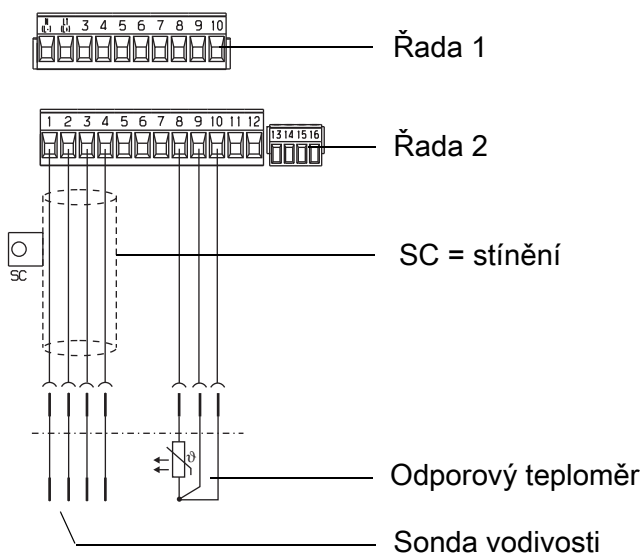 N L1 3 4 5 6 7 8 9 10
(L-) (L+)
Řada 1
1 2 3 4 5 6 7 8 9 10 11 12
13 14 15 16
Řada 2
SC = stínění
SC
ϑ
Odporový teploměr
Sonda vodivosti